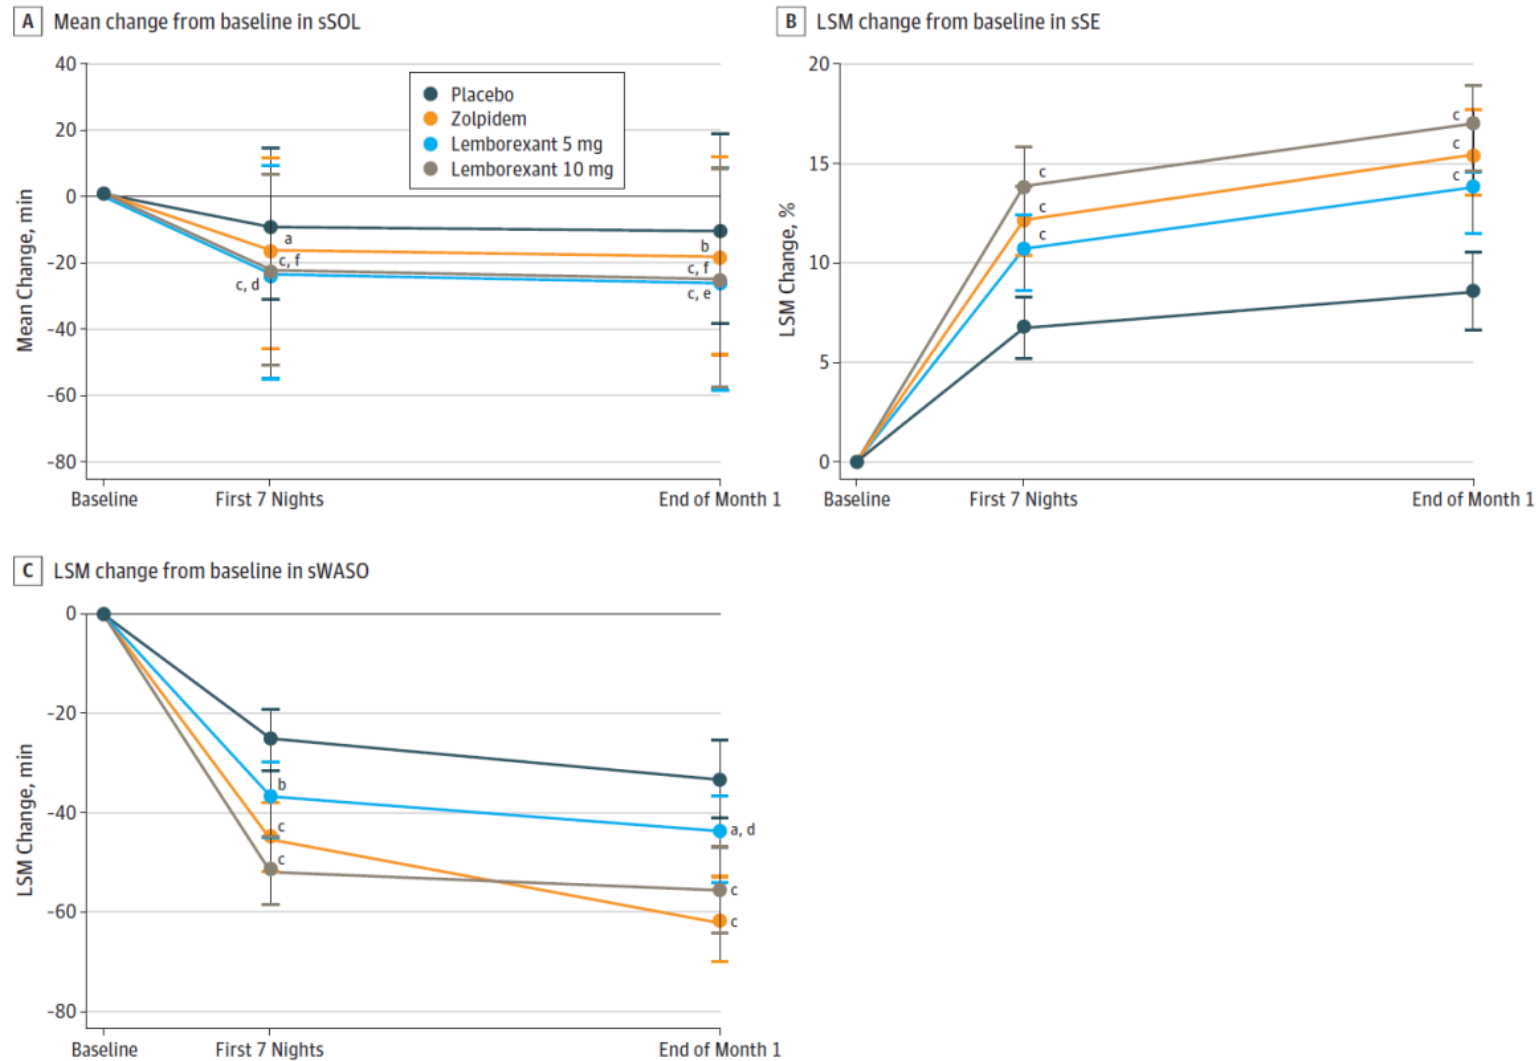 A Mean change from baseline in sSOL
40
20
0
-20
-40
-60
-80
Mean Change, min
Placebo
Zolpidem
Lemborexant 5 mg
Lemborexant 10 mg
a
c, f
c, d
b
c, f
c, e
Baseline
First 7 Nights
End of Month 1
B LSM change from baseline in sSE
20
15
10
5
0
LSM Change, %
c
c
c
c
c
c
Baseline
First 7 Nights
End of Month 1
C LSM change from baseline in sWASO
0
-20
-40
-60
-80
LSM Change, min
b
c
c
a, d
c
c
Baseline
First 7 Nights
End of Month 1